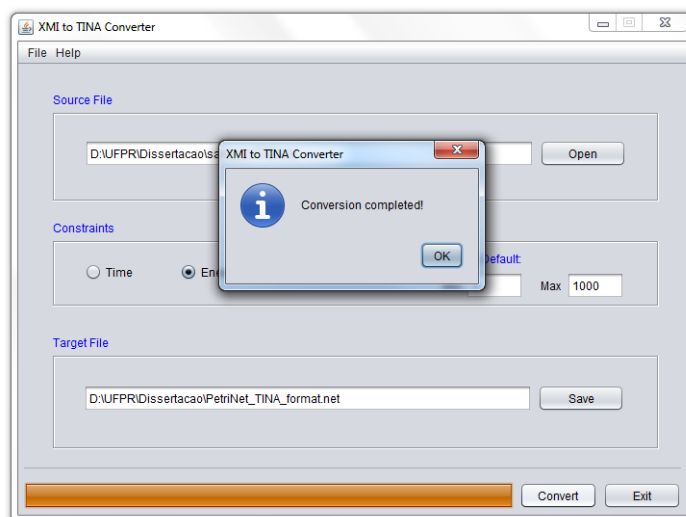 XMI to TINA Converter
File Help
Source File
D:\UFPR\Dissertacao\sa
Open
XMI to TINA Converter
Conversion completed!
OK
Constraints
Time
Default:
Max 1000
Target File
D:\UFPR\Dissertacao\PetriNet_TINA_format.net
Save
Convert
Exit